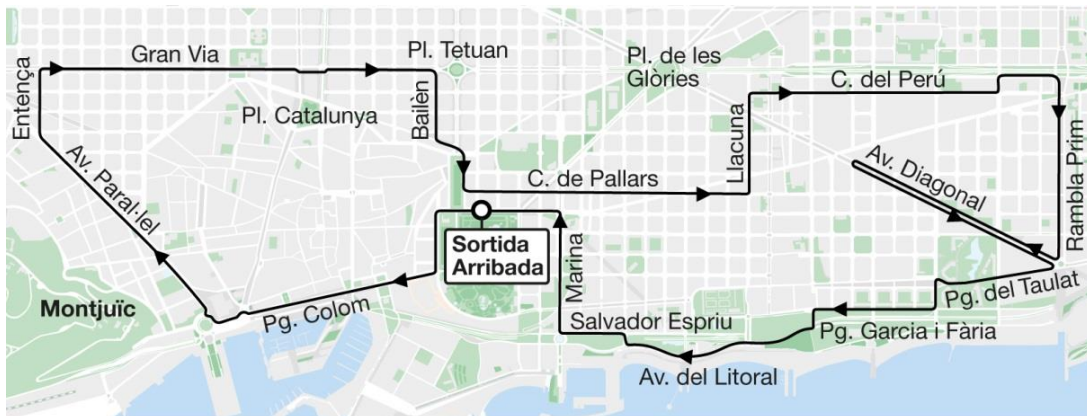 Gran Via
Pl. Tetuan
Pl. de les
Glòries
C. del Perú
Entença
Pl. Catalunya
Bailèn
Llacuna
Rambla Prim
Av. Paral·lel
C. de Pallars
Av. Diagonal
Sortida
Arribada
Marina
Montjuïc
Pg. Colom
Salvador Espriu
Pg. del Taulat
Pg. Garcia i Fària
Av. del Litoral